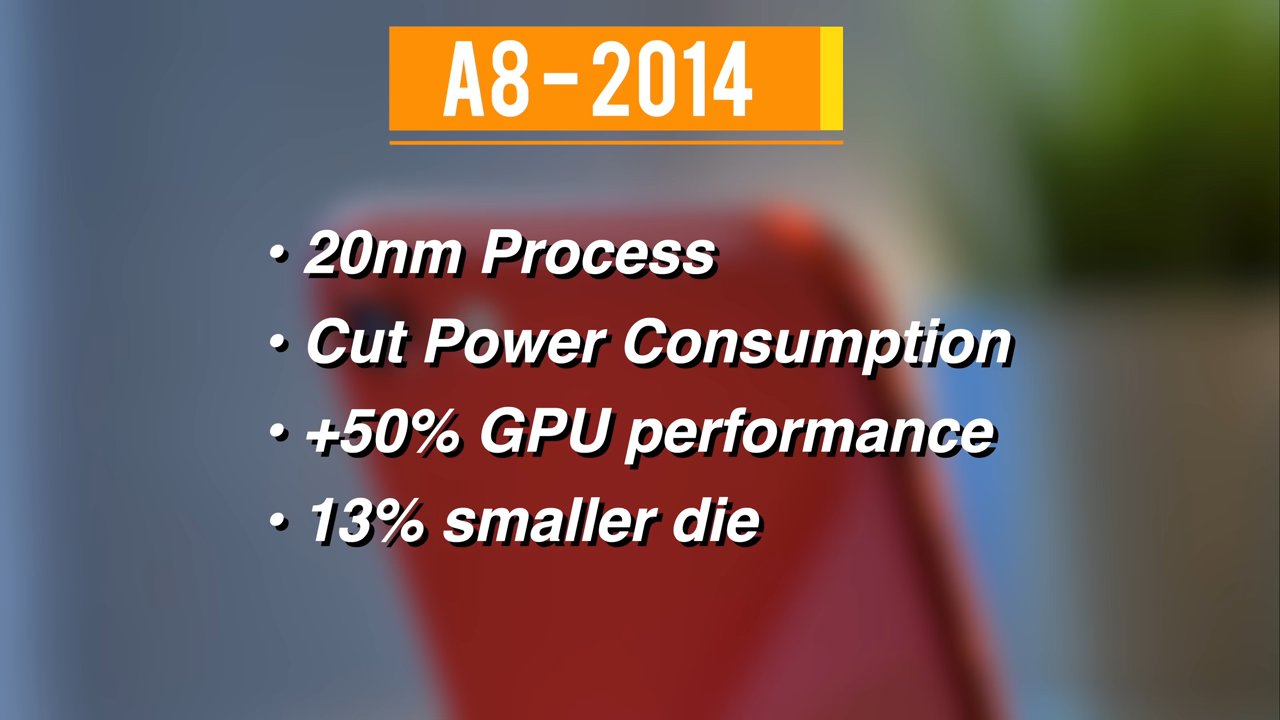 A8 – 2014
• 20nm Process
• Cut Power Consumption
• +50% GPU performance
• 13% smaller die